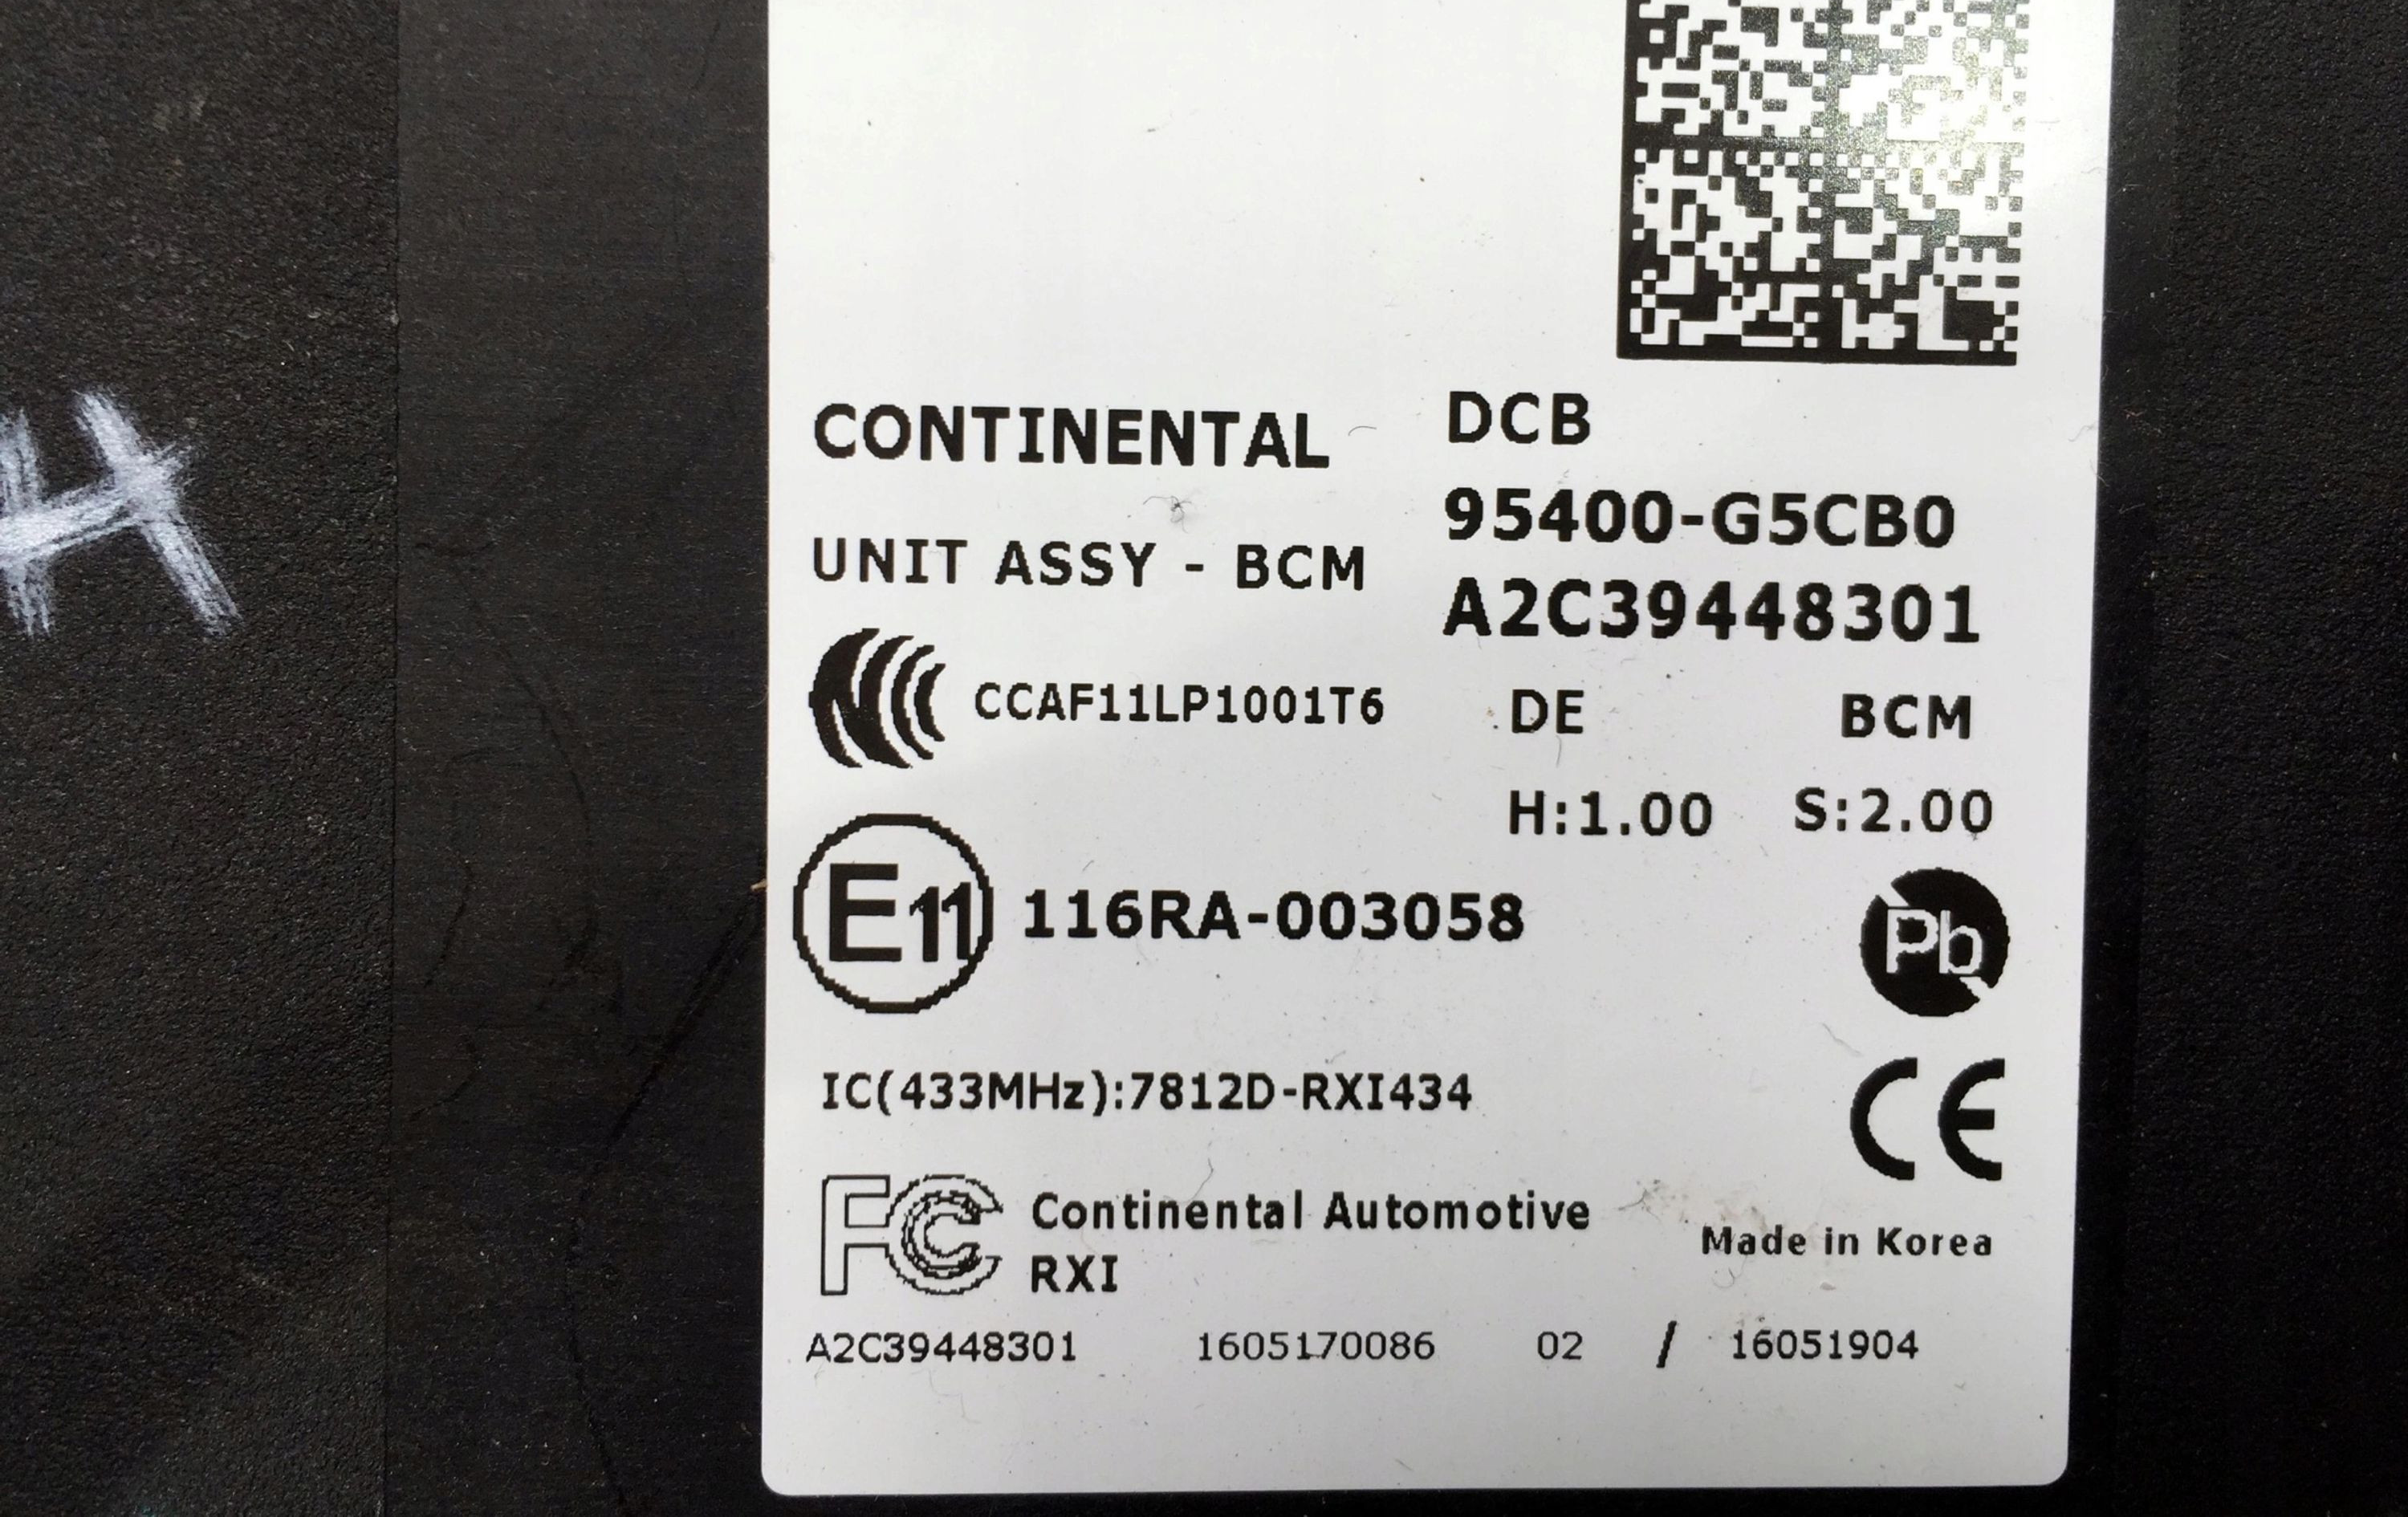 CONTINENTAL
DCB
UNIT ASSY - BCM
95400-G5CB0
A2C39448301
CCAF11LP1001T6
DE BCM
H:1.00 S:2.00
E11 116RA-003058
Pb
IC(433MHz):7812D-RXI434
CE
FC Continental Automotive
RXI
Made in Korea
A2C39448301 1605170086 02 / 16051904